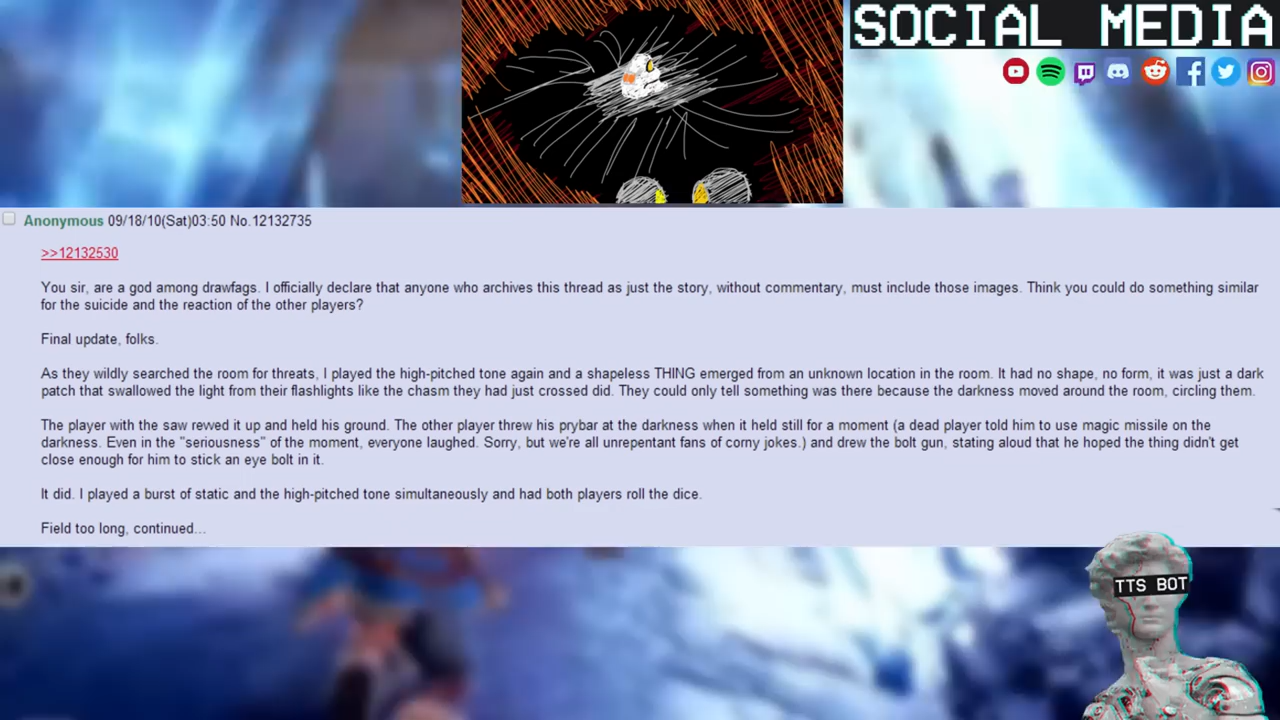 SOCIAL MEDIA
Anonymous 09/18/10(Sat)03:50 No.12132735
>>12132530
You sir, are a god among drawfags. I officially declare that anyone who archives this thread as just the story, without commentary, must include those images. Think you could do something similar
for the suicide and the reaction of the other players?
Final update, folks.
As they wildly searched the room for threats, I played the high-pitched tone again and a shapeless THING emerged from an unknown location in the room. It had no shape, no form, it was just a dark
patch that swallowed the light from their flashlights like the chasm they had just crossed did. They could only tell something was there because the darkness moved around the room, circling them.
The player with the saw rewed it up and held his ground. The other player threw his prybar at the darkness when it held still for a moment (a dead player told him to use magic missile on the
darkness. Even in the "seriousness" of the moment, everyone laughed. Sorry, but we're all unrepentant fans of corny jokes.) and drew the bolt gun, stating aloud that he hoped the thing didn't get
close enough for him to stick an eye bolt in it.
It did. I played a burst of static and the high-pitched tone simultaneously and had both players roll the dice.
Field too long, continued...
TTS BOT